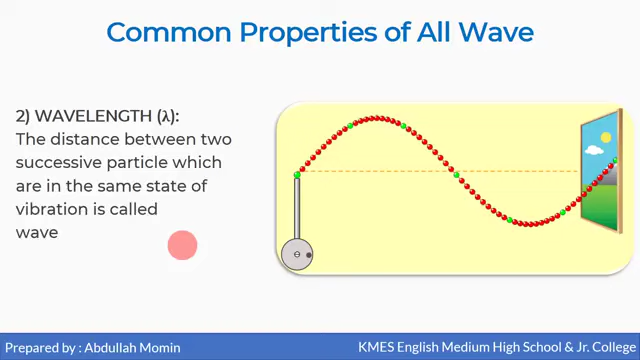 Common Properties of All Wave
2) WAVELENGTH (λ):
The distance between two
successive particle which
are in the same state of
vibration is called
wave
Prepared by : Abdullah Momin
KMES English Medium High School & Jr. College